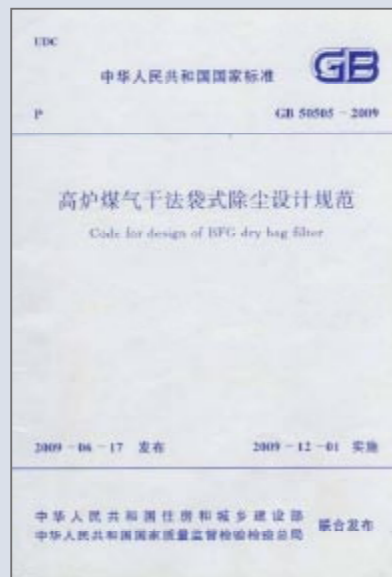 UDC
GB
中华人民共和国国家标准
P
GB 50505－2009
高炉煤气干法袋式除尘设计规范
Code for design of BFG dry bag filter
2009－06－17 发布
2009－12－01 实施
中华人民共和国住房和城乡建设部
中华人民共和国国家质量监督检验检疫总局
联合发布